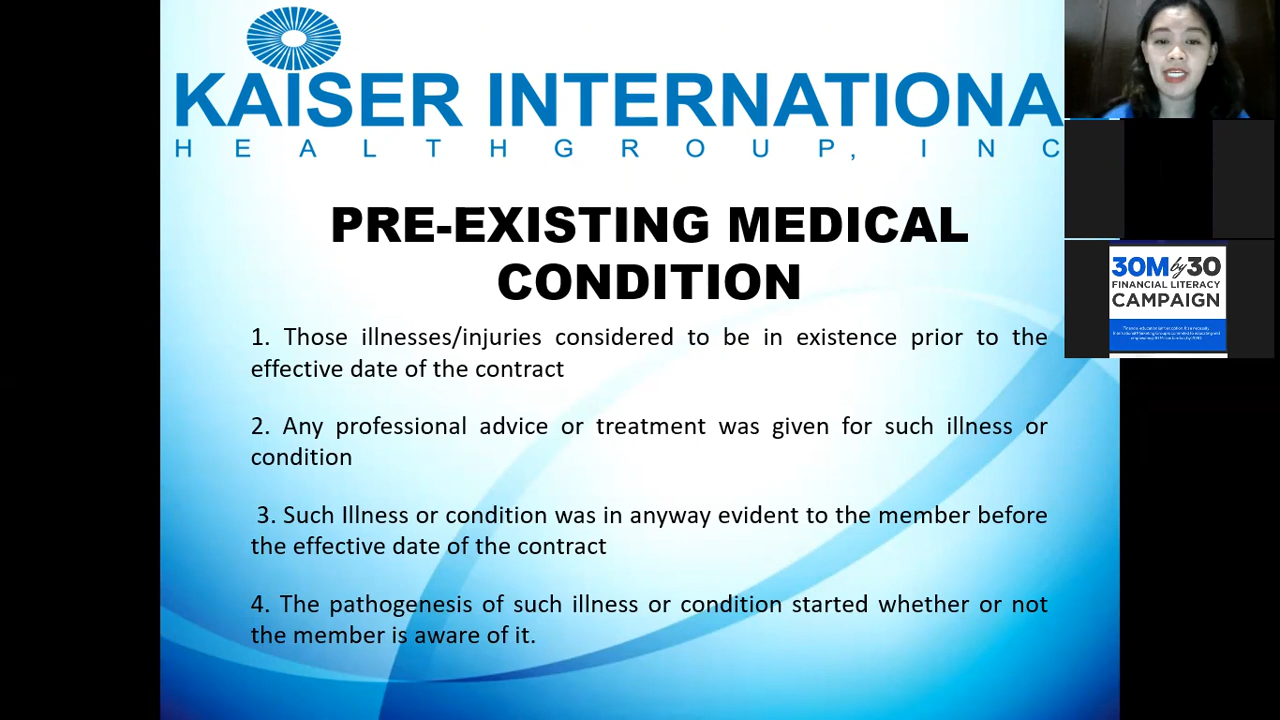 KAISER INTERNATIONA
HEALTHGROUP, INC
PRE-EXISTING MEDICAL
CONDITION
1. Those illnesses/injuries considered to be in existence prior to the
effective date of the contract
2. Any professional advice or treatment was given for such illness or
condition
3. Such Illness or condition was in anyway evident to the member before
the effective date of the contract
4. The pathogenesis of such illness or condition started whether or not
the member is aware of it.
30M by 30
FINANCIAL LITERACY
CAMPAIGN